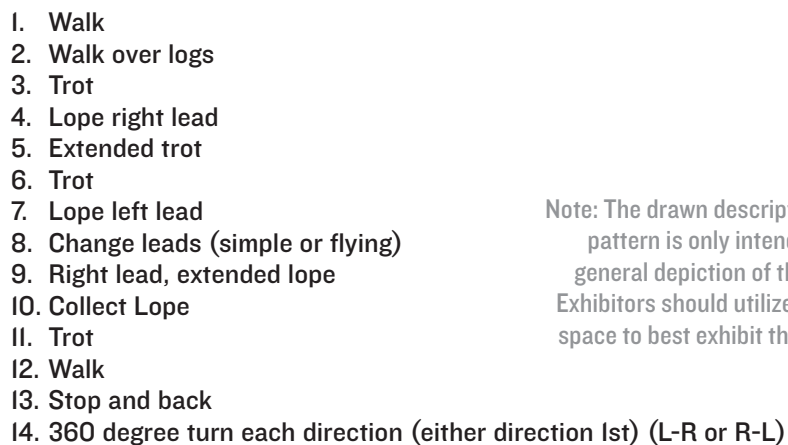 1. Walk
2. Walk over logs
3. Trot
4. Lope right lead
5. Extended trot
6. Trot
7. Lope left lead
8. Change leads (simple or flying)
9. Right lead, extended lope
10. Collect Lope
11. Trot
12. Walk
13. Stop and back
14. 360 degree turn each direction (either direction 1st) (L-R or R-L)
Note: The drawn
pattern is only
general depiction of
Exhibitors should
space to best exhibit